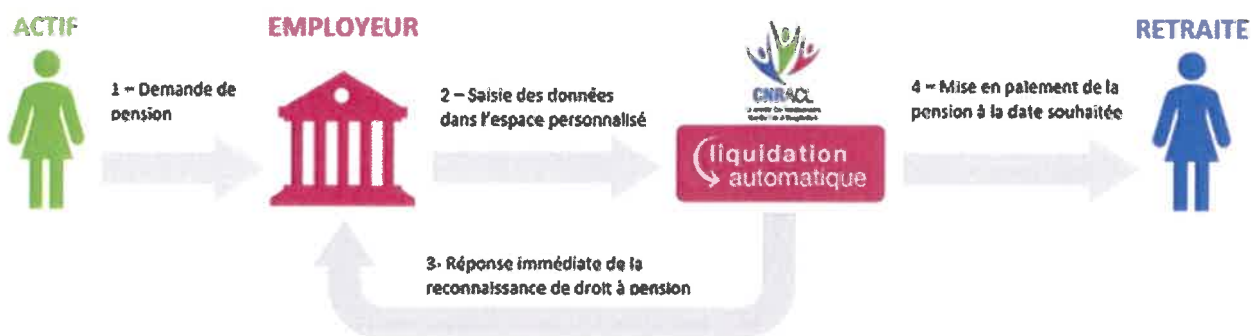 ACTIF
EMPLOYEUR
RETRAITE
1 – Demande de
pension
2 – Saisie des données
dans l'espace personnalisé
CNRACL
4 – Mise en paiement de la
pension à la date souhaitée
liquidation
automatique
3- Réponse immédiate de la
reconnaissance de droit à pension